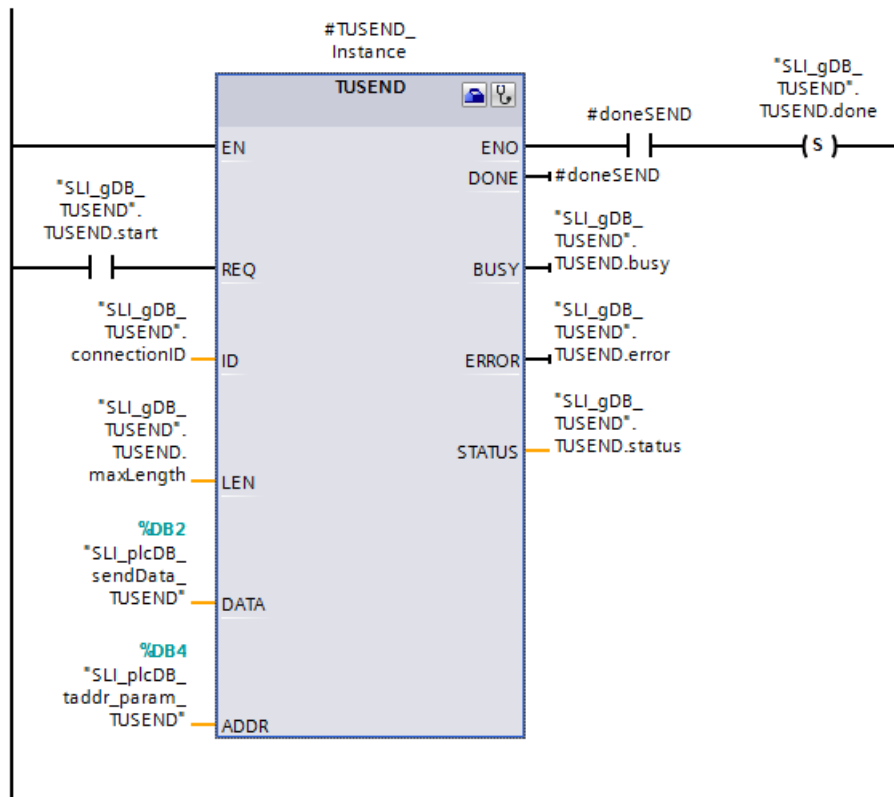 #TUSEND_
Instance
TUSEND
"SLI_gDB_
TUSEND".
TUSEND.done
#doneSEND
( S )
EN
ENO
DONE
#doneSEND
"SLI_gDB_
TUSEND".
TUSEND.start
REQ
"SLI_gDB_
TUSEND".
TUSEND.busy
BUSY
"SLI_gDB_
TUSEND".
connectionID
ID
"SLI_gDB_
TUSEND".
TUSEND.error
ERROR
"SLI_gDB_
TUSEND".
TUSEND.
maxLength
LEN
"SLI_gDB_
TUSEND".
TUSEND.status
STATUS
%DB2
"SLI_plcDB_
sendData_
TUSEND"
DATA
%DB4
"SLI_plcDB_
taddr_param_
TUSEND"
ADDR